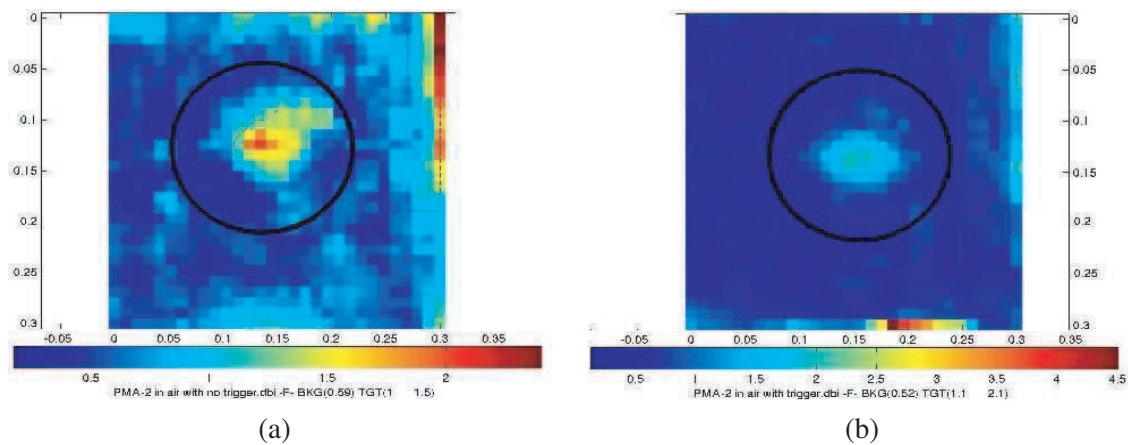 0
0.05
0.1
0.15
0.2
0.25
0.3
-0.05 0 0.05 0.1 0.15 0.2 0.25 0.3 0.35
0.5 1 1.5 2
PMA-2 in air with no trigger.dbi -F- BKG(0.59) TGT(1 1.5)
(a)
0
0.05
0.1
0.15
0.2
0.25
0.3
-0.05 0 0.05 0.1 0.15 0.2 0.25 0.3 0.35
0.5 1 1.5 2 2.5 3 3.5 4 4.5
PMA-2 in air with trigger.dbi -F- BKG(0.52) TGT(1.1 2.1)
(b)